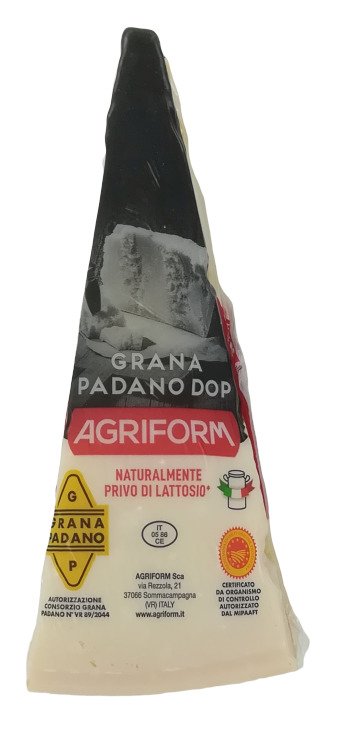 GRANA
PADANO DOP
AGRIFORM
NATURALMENTE
PRIVO DI LATTOSIO*
G
GRANA
PADANO
P
IT
05 86
CE
AUTORIZZAZIONE
CONSORZIO GRANA
PADANO N° VR 89/2044
AGRIFORM Sca
via Rezzola, 21
37066 Sommacampagna
(VR) ITALY
www.agriform.it
CERTIFICATO
DA ORGANISMO
DI CONTROLLO
AUTORIZZATO
DAL MIPAAFT